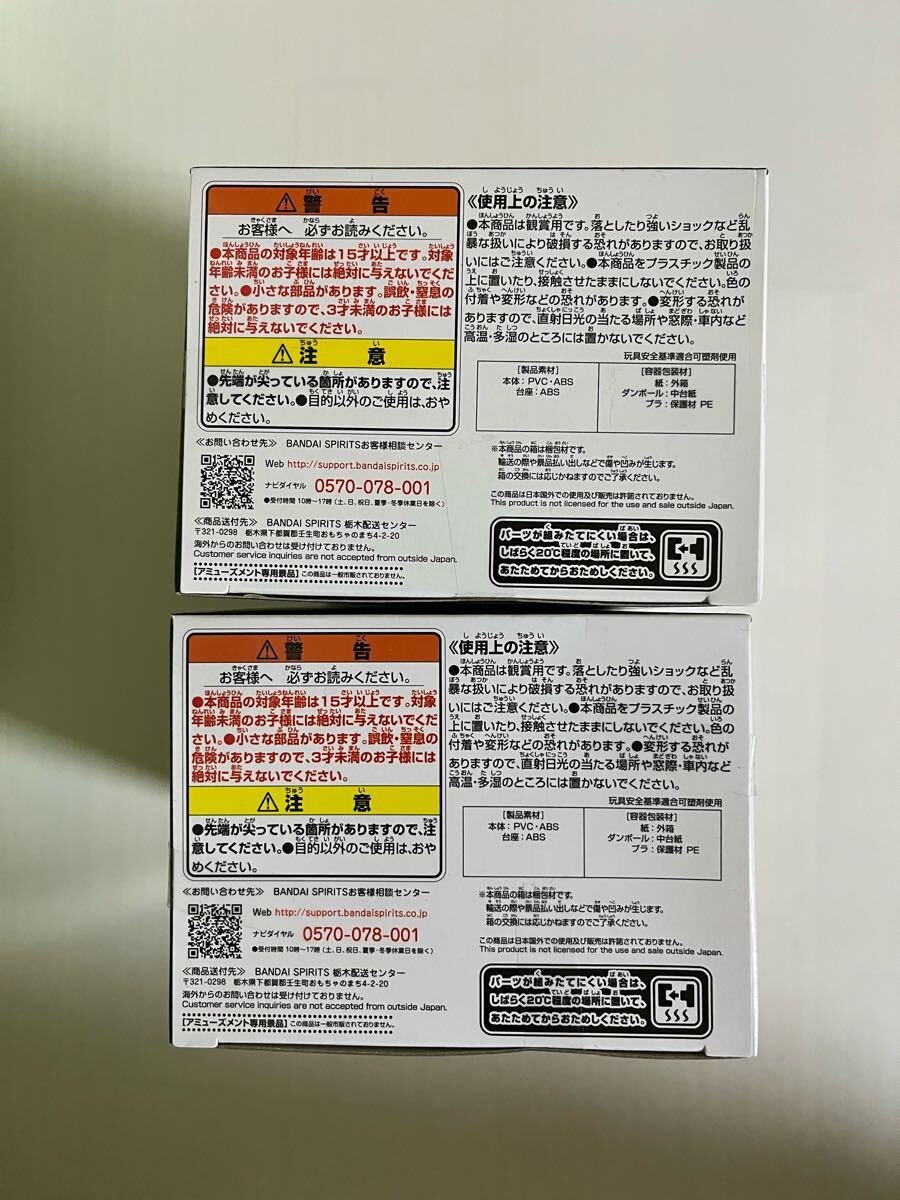 ⚠警告
お客様へ 必ずお読みください。
●本商品の対象年齢は15才以上です。対象
年齢未満のお子様には絶対に与えないでくだ
さい。●小さな部品があります。誤飲・窒息の
危険がありますので、3才未満のお子様には
絶対に与えないでください。
⚠注意
●先端が尖っている箇所がありますので、注
意してください。●目的以外のご使用は、おや
めください。
≪お問い合わせ先≫ BANDAI SPIRITSお客様相談センター
Web http://support.bandaispirits.co.jp
ナビダイヤル 0570-078-001
●受付時間 10時〜17時(土、日、祝日、夏季・冬季休業日を除く)
≪商品送付先≫ BANDAI SPIRITS 栃木配送センター
〒321-0298 栃木県下都賀郡壬生町おもちゃのまち4-2-20
海外からのお問い合わせは受け付けておりません。
Customer service inquiries are not accepted from outside Japan.
[アミューズメント専用景品] この商品は一般市販されておりません。
《使用上の注意》
●本商品は観賞用です。落としたり強いショックなど乱
暴な扱いにより破損する恐れがありますので、お取り扱
いにはご注意ください。●本商品をプラスチック製品の
上に置いたり、接触させたままにしないでください。色の
付着や変形などの恐れがあります。●変形する恐れが
ありますので、直射日光の当たる場所や窓際・車内など
高温・多湿のところには置かないでください。
玩具安全基準適合可塑剤使用
[製品素材]
本体:PVC・ABS
台座:ABS
[容器包装材]
紙:外箱
ダンボール:中台紙
プラ:保護材 PE
※本商品の箱は梱包材です。
輸送の際や景品払い出しなどで傷や凹みが生じます。
箱の交換には応じかねますのでご了承ください。
この商品は日本国外での使用及び販売は許諾されておりません。
This product is not licensed for the use and sale outside Japan.
パーツが組みたてにくい場合は、
しばらく20℃程度の場所に置いて、
あたためてからおためしください。
⚠警告
お客様へ 必ずお読みください。
●本商品の対象年齢は15才以上です。対象
年齢未満のお子様には絶対に与えないでくだ
さい。●小さな部品があります。誤飲・窒息の
危険がありますので、3才未満のお子様には
絶対に与えないでください。
⚠注意
●先端が尖っている箇所がありますので、注
意してください。●目的以外のご使用は、おや
めください。
≪お問い合わせ先≫ BANDAI SPIRITSお客様相談センター
Web http://support.bandaispirits.co.jp
ナビダイヤル 0570-078-001
●受付時間 10時〜17時(土、日、祝日、夏季・冬季休業日を除く)
≪商品送付先≫ BANDAI SPIRITS 栃木配送センター
〒321-0298 栃木県下都賀郡壬生町おもちゃのまち4-2-20
海外からのお問い合わせは受け付けておりません。
Customer service inquiries are not accepted from outside Japan.
[アミューズメント専用景品] この商品は一般市販されておりません。
《使用上の注意》
●本商品は観賞用です。落としたり強いショックなど乱
暴な扱いにより破損する恐れがありますので、お取り扱
いにはご注意ください。●本商品をプラスチック製品の
上に置いたり、接触させたままにしないでください。色の
付着や変形などの恐れがあります。●変形する恐れが
ありますので、直射日光の当たる場所や窓際・車内など
高温・多湿のところには置かないでください。
玩具安全基準適合可塑剤使用
[製品素材]
本体:PVC・ABS
台座:ABS
[容器包装材]
紙:外箱
ダンボール:中台紙
プラ:保護材 PE
※本商品の箱は梱包材です。
輸送の際や景品払い出しなどで傷や凹みが生じます。
箱の交換には応じかねますのでご了承ください。
この商品は日本国外での使用及び販売は許諾されておりません。
This product is not licensed for the use and sale outside Japan.
パーツが組みたてにくい場合は、
しばらく20℃程度の場所に置いて、
あたためてからおためしください。